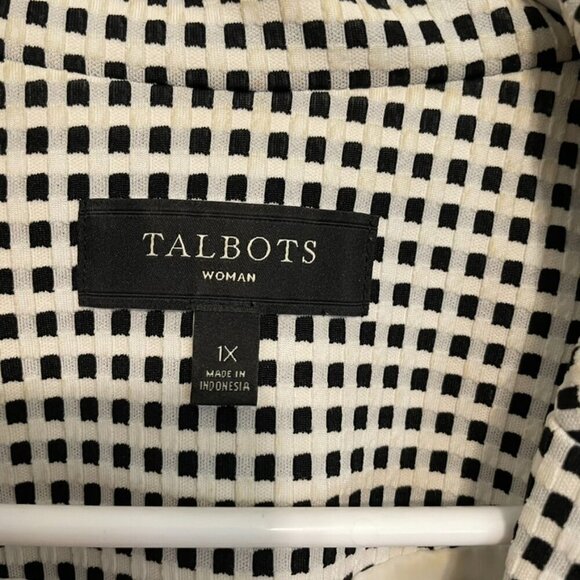 TALBOTS
WOMAN
1X
MADE IN
INDONESIA